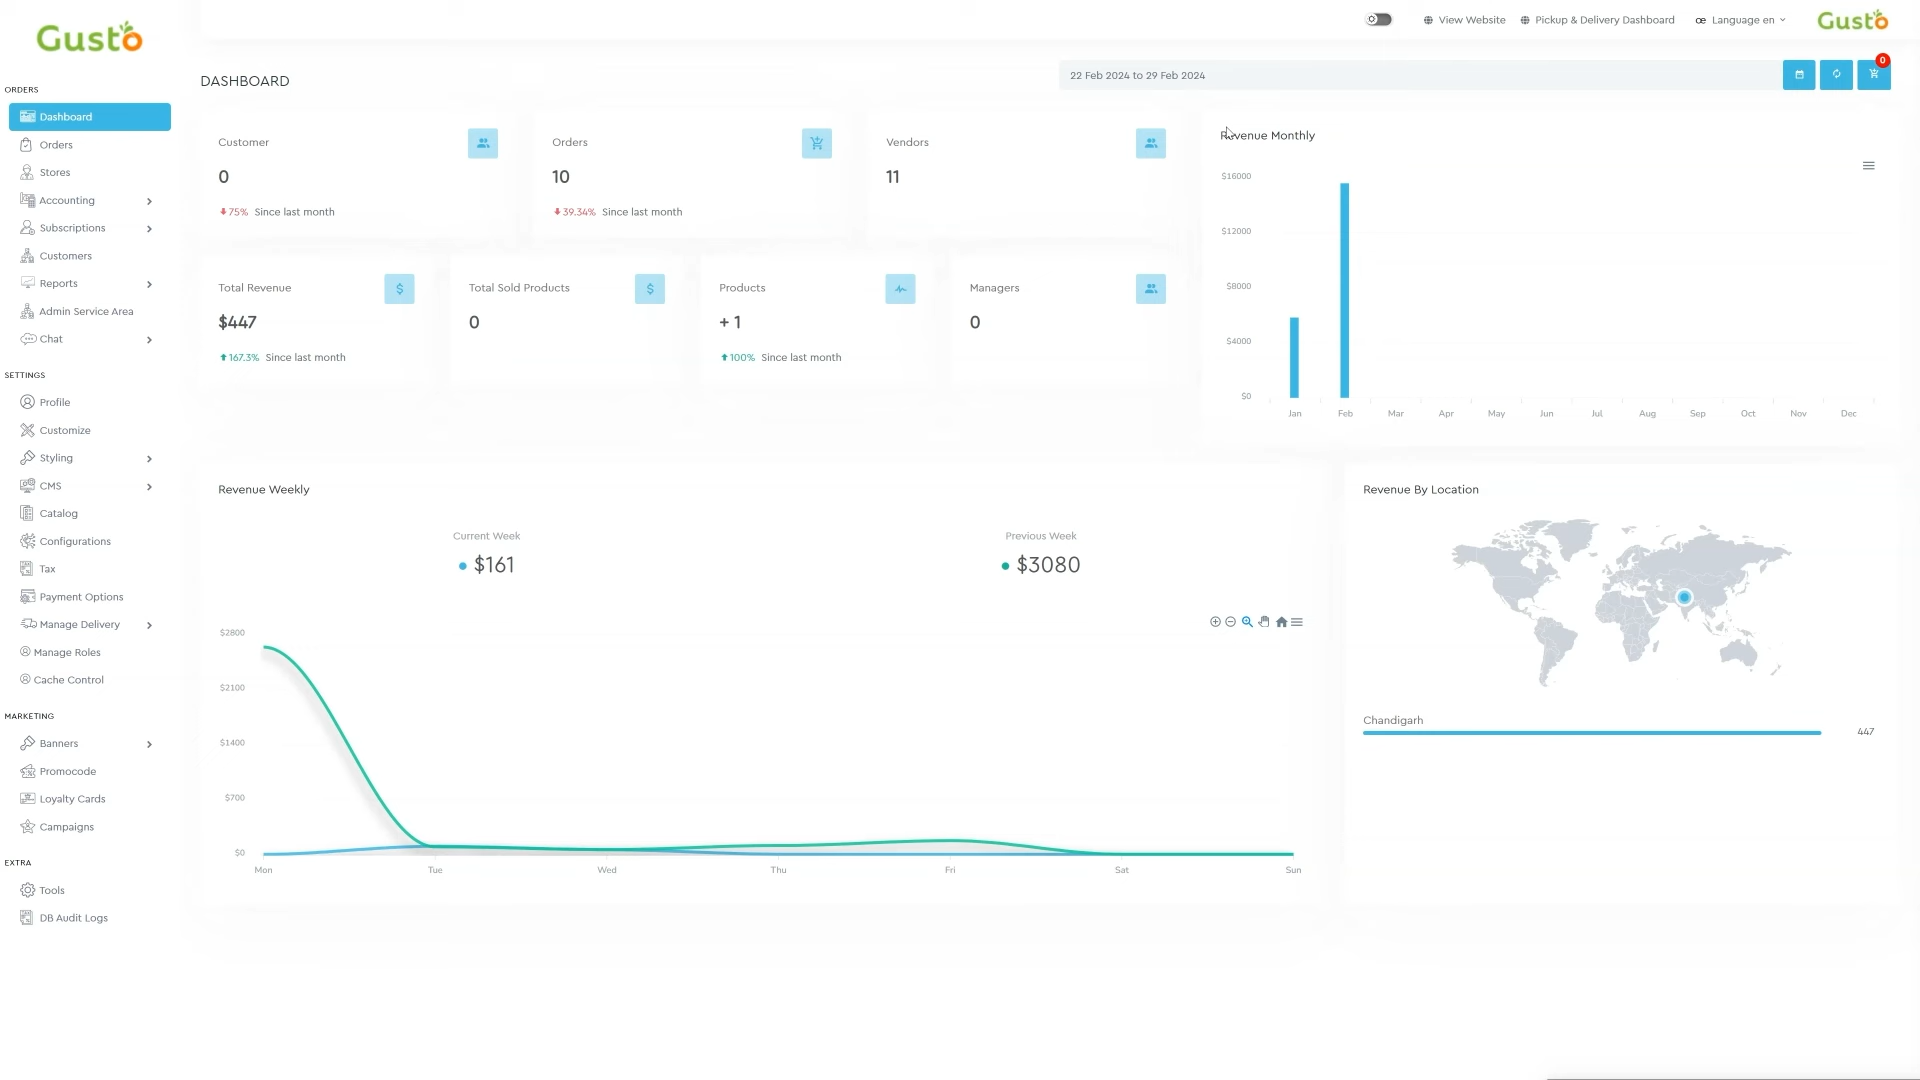 Gusto
View Website
Pickup & Delivery Dashboard
Language en
Gusto
ORDERS
Dashboard
Orders
Stores
Accounting
Subscriptions
Customers
Reports
Admin Service Area
Chat
SETTINGS
Profile
Customize
Styling
CMS
Catalog
Configurations
Tax
Payment Options
Manage Delivery
Manage Roles
Cache Control
MARKETING
Banners
Promocode
Loyalty Cards
Campaigns
EXTRA
Tools
DB Audit Logs
DASHBOARD
22 Feb 2024 to 29 Feb 2024
0
Customer
0
75% Since last month
Orders
10
39.34% Since last month
Vendors
11
Total Revenue
$447
167.3% Since last month
Total Sold Products
0
Products
+ 1
100% Since last month
Managers
0
Revenue Monthly
$16000
$12000
$8000
$4000
$0
Jan Feb Mar Apr May Jun Jul Aug Sep Oct Nov Dec
Revenue Weekly
Current Week
$161
Previous Week
$3080
$2800
$2100
$1400
$700
$0
Mon Tue Wed Thu Fri Sat Sun
Revenue By Location
Chandigarh
447